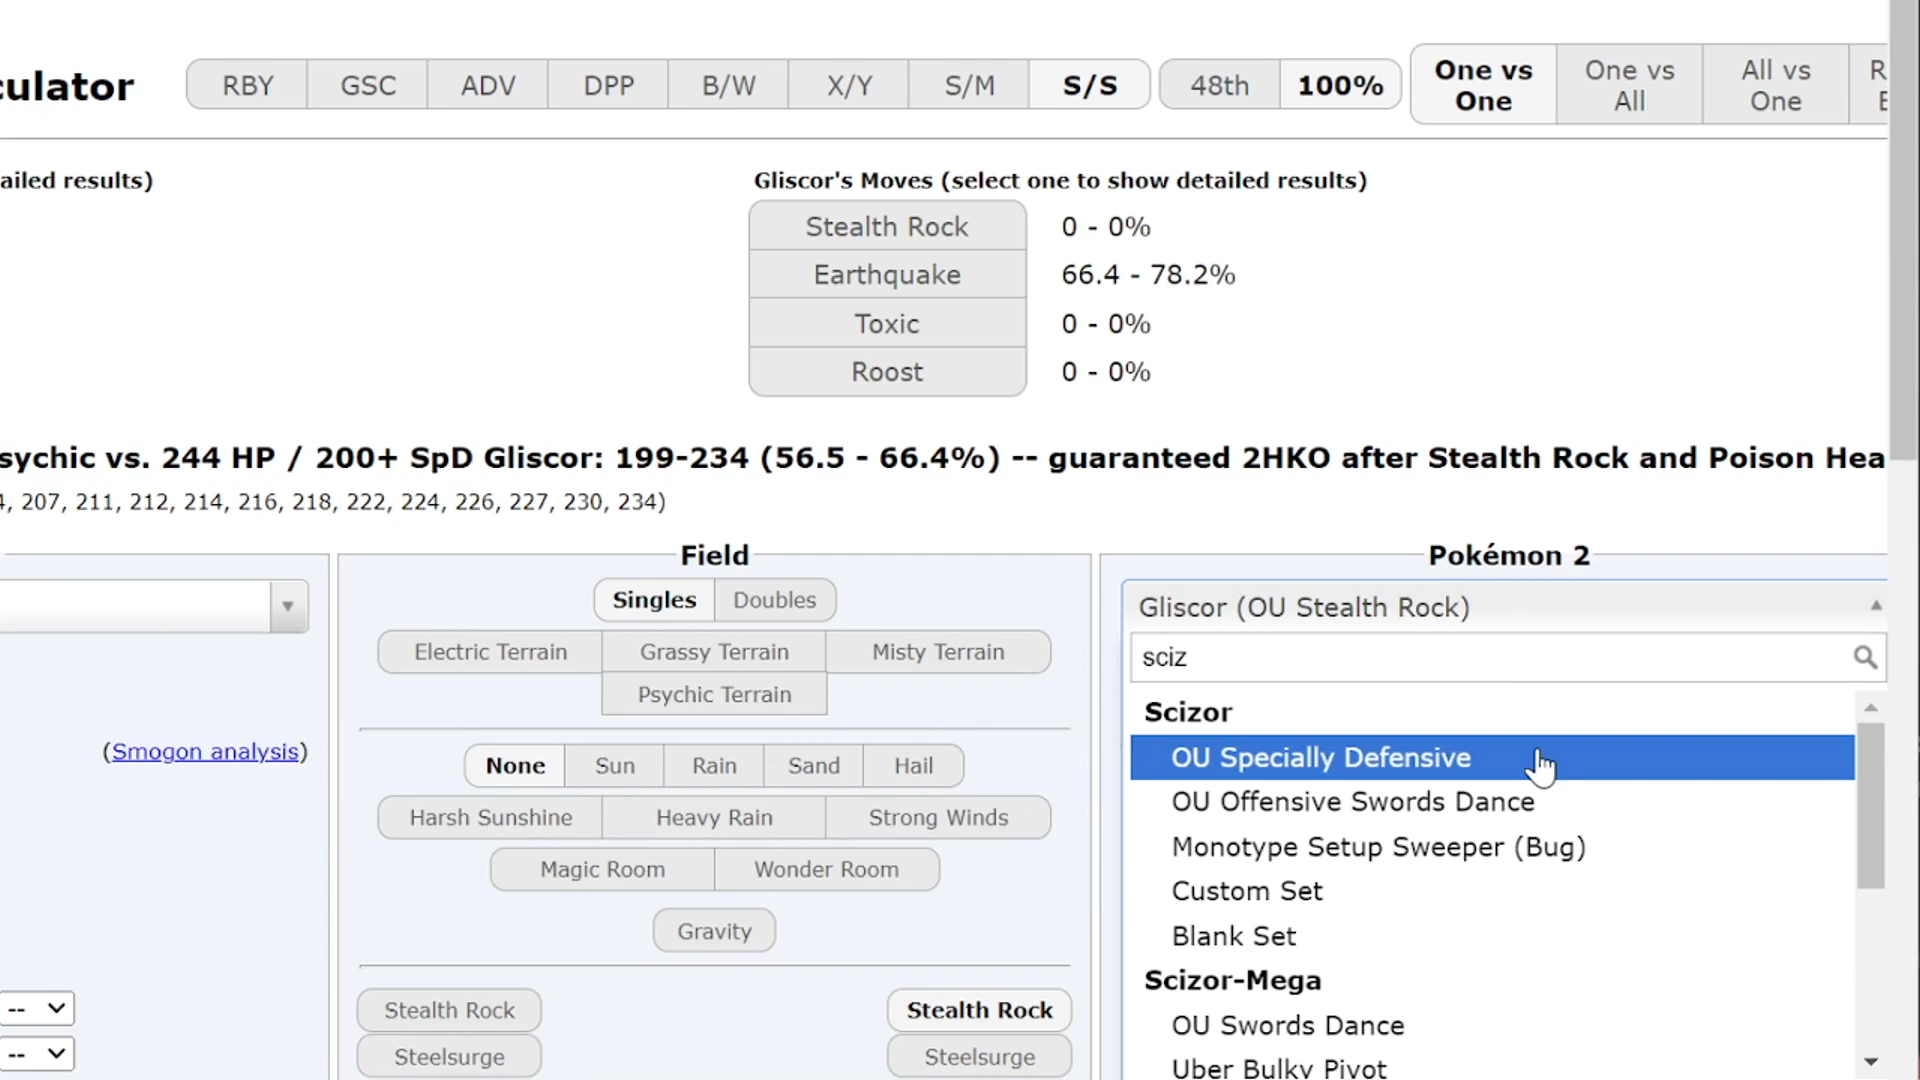 culator
RBY GSC ADV DPP B/W X/Y S/M S/S
48th 100%
One vs One
One vs All
All vs One
ailed results)
Gliscor's Moves (select one to show detailed results)
Stealth Rock 0 - 0%
Earthquake 66.4 - 78.2%
Toxic 0 - 0%
Roost 0 - 0%
sychic vs. 244 HP / 200+ SpD Gliscor: 199-234 (56.5 - 66.4%) -- guaranteed 2HKO after Stealth Rock and Poison Hea
4, 207, 211, 212, 214, 216, 218, 222, 224, 226, 227, 230, 234)
(Smogon analysis)
--
--
Field
Singles Doubles
Electric Terrain Grassy Terrain Misty Terrain
Psychic Terrain
None Sun Rain Sand Hail
Harsh Sunshine Heavy Rain Strong Winds
Magic Room Wonder Room
Gravity
Stealth Rock Stealth Rock
Steelsurge Steelsurge
Pokémon 2
Gliscor (OU Stealth Rock)
sciz
Scizor
OU Specially Defensive
OU Offensive Swords Dance
Monotype Setup Sweeper (Bug)
Custom Set
Blank Set
Scizor-Mega
OU Swords Dance
Uber Bulky Pivot